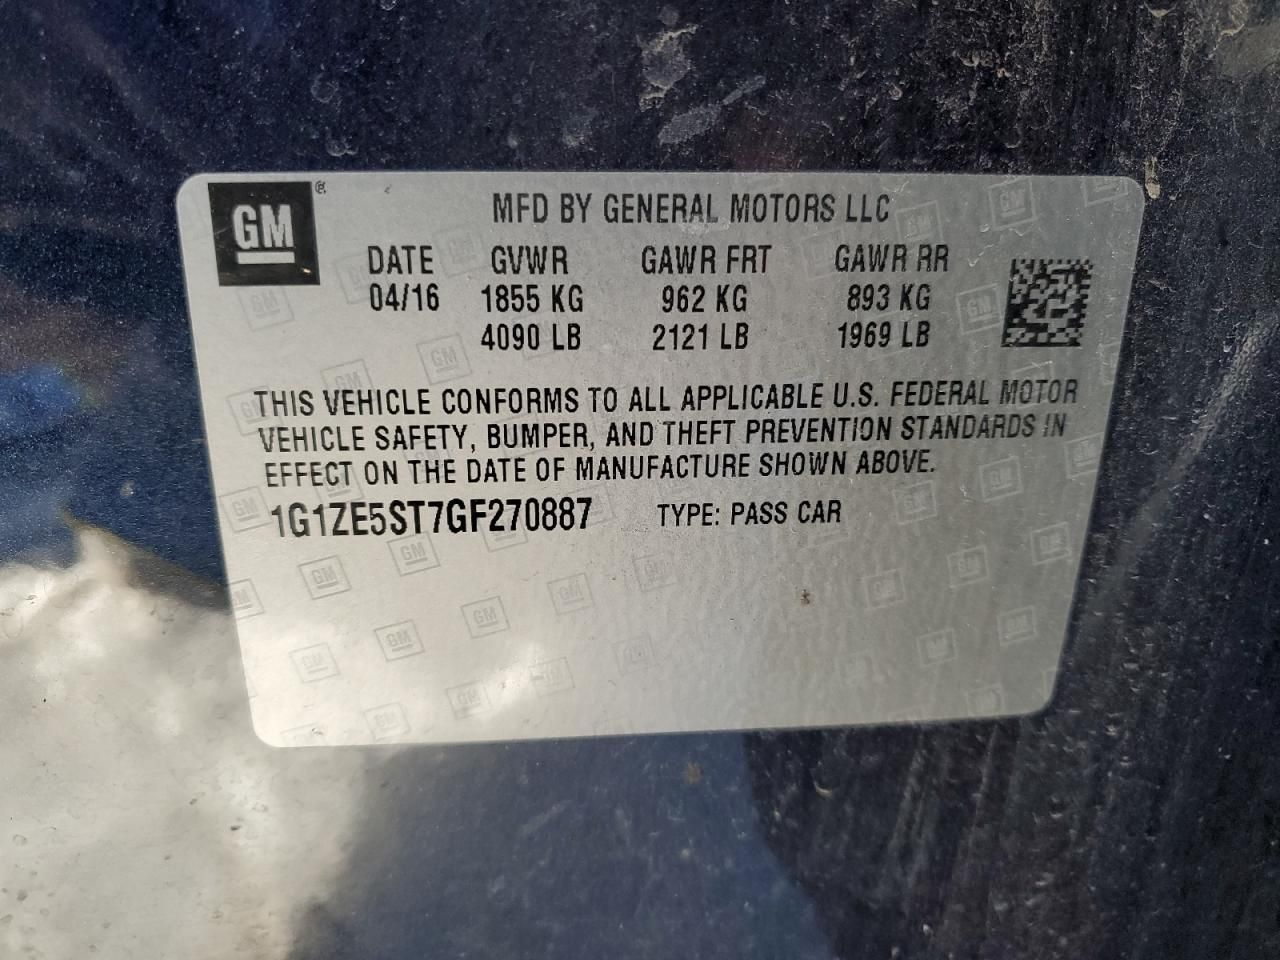 GM ®
MFD BY GENERAL MOTORS LLC
DATE GVWR GAWR FRT GAWR RR
04/16 1855 KG 962 KG 893 KG
4090 LB 2121 LB 1969 LB
THIS VEHICLE CONFORMS TO ALL APPLICABLE U.S. FEDERAL MOTOR
VEHICLE SAFETY, BUMPER, AND THEFT PREVENTION STANDARDS IN
EFFECT ON THE DATE OF MANUFACTURE SHOWN ABOVE.
1G1ZE5ST7GF270887 TYPE: PASS CAR